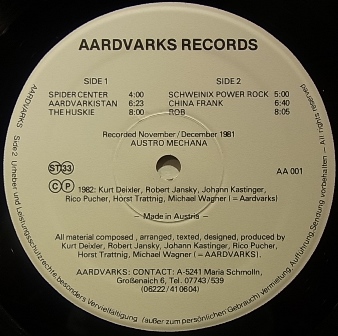 AARDVARKS RECORDS
SIDE 1
SPIDER CENTER 4:00
AARDVARKISTAN 6:23
THE HUSKIE 8:00
SIDE 2
SCHWEINIX POWER ROCK 5:00
CHINA FRANK 6:40
ROB 8:05
Recorded November/December 1981
AUSTRO MECHANA
ST 33
C P
AA 001
1982: Kurt Deixler, Robert Jansky, Johann Kastinger,
Rico Pucher, Horst Trattnig, Michael Wagner (= Aardvarks)
— Made in Austria —
All material composed, arranged, texted, designed, produced by
Kurt Deixler, Robert Jansky, Johann Kastinger, Rico Pucher,
Horst Trattnig, Michael Wagner (= AARDVARKS).
AARDVARKS: CONTACT: A-5241 Maria Schmolln,
Großenaich 6, Tel. 07743/539
(06222/410604)
AARDVARKS Side 2 Urheber und Leistungsschutzrechte besonders Vervielfältigung (außer zum persönlichen Gebrauch) Vermietung Aufführung Sendung vorbehalten — All rights reserved